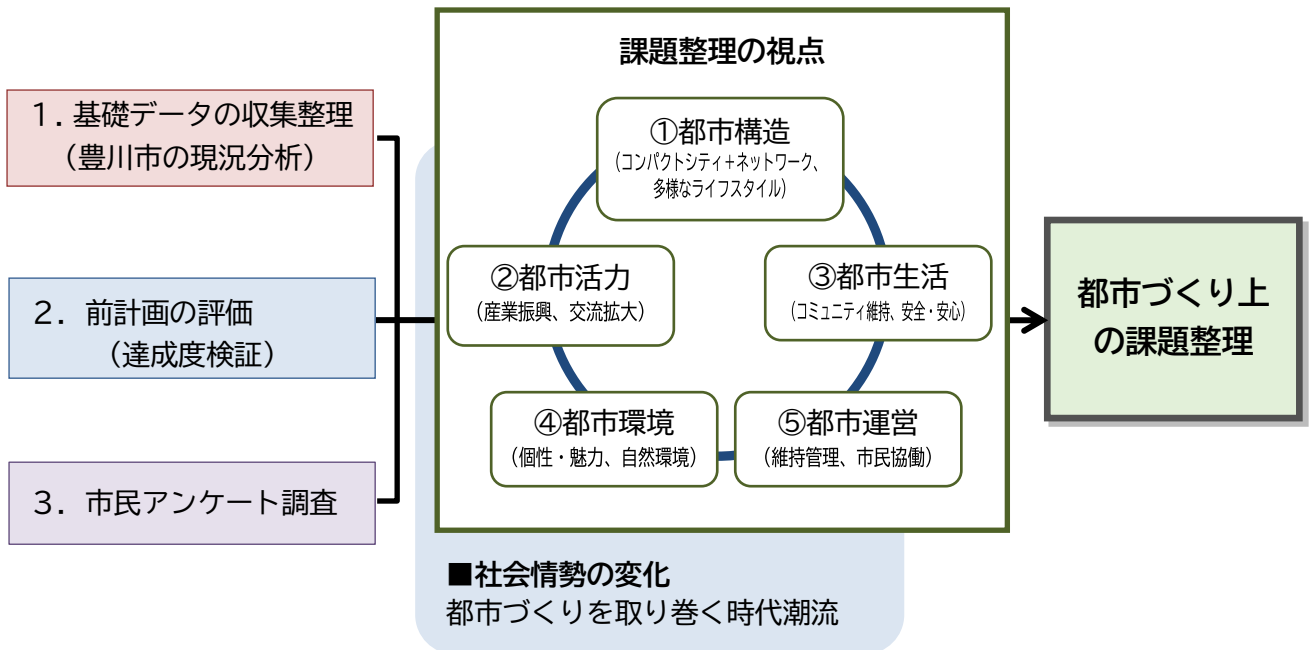 課題整理の視点
1. 基礎データの収集整理
(豊川市の現況分析)
2. 前計画の評価
(達成度検証)
3. 市民アンケート調査
①都市構造
(コンパクトシティ+ネットワーク、
多様なライフスタイル)
②都市活力
(産業振興、交流拡大)
③都市生活
(コミュニティ維持、安全・安心)
④都市環境
(個性・魅力、自然環境)
⑤都市運営
(維持管理、市民協働)
■社会情勢の変化
都市づくりを取り巻く時代潮流
都市づくり上
の課題整理